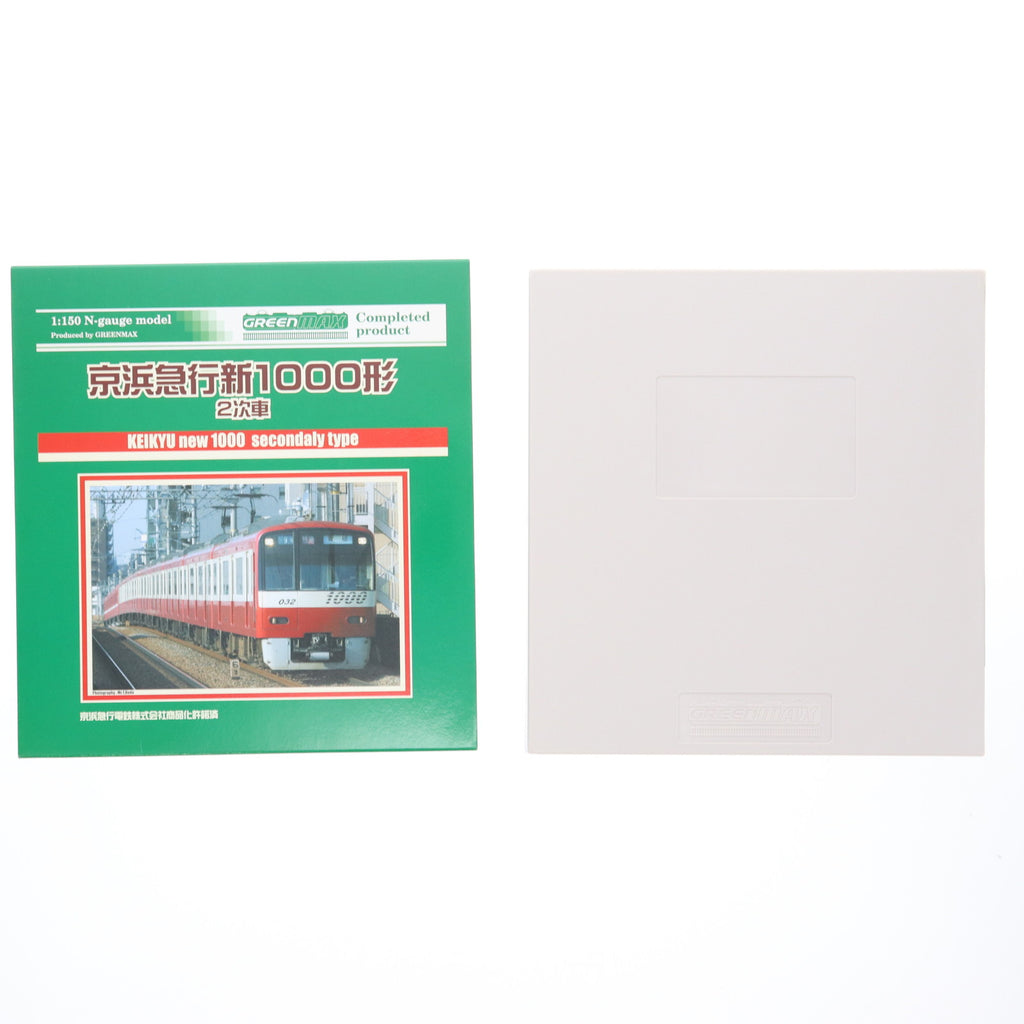 1:150 N-gauge model
Produced by GREENMAX
GREENMAX
Completed
product
京浜急行新1000形
2次車
KEIKYU new 1000 secondaly type
032
1000
京浜急行電鉄株式会社商品化許諾済
GREENMAX